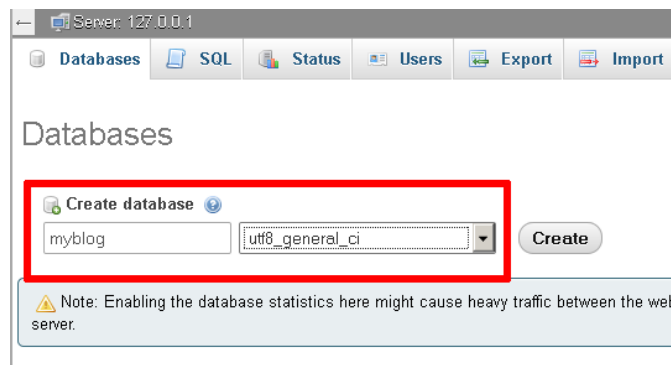 Server: 127.0.0.1
Databases SQL Status Users Export Import
Databases
Create database
myblog utf8_general_ci Create
Note: Enabling the database statistics here might cause heavy traffic between the web
server.